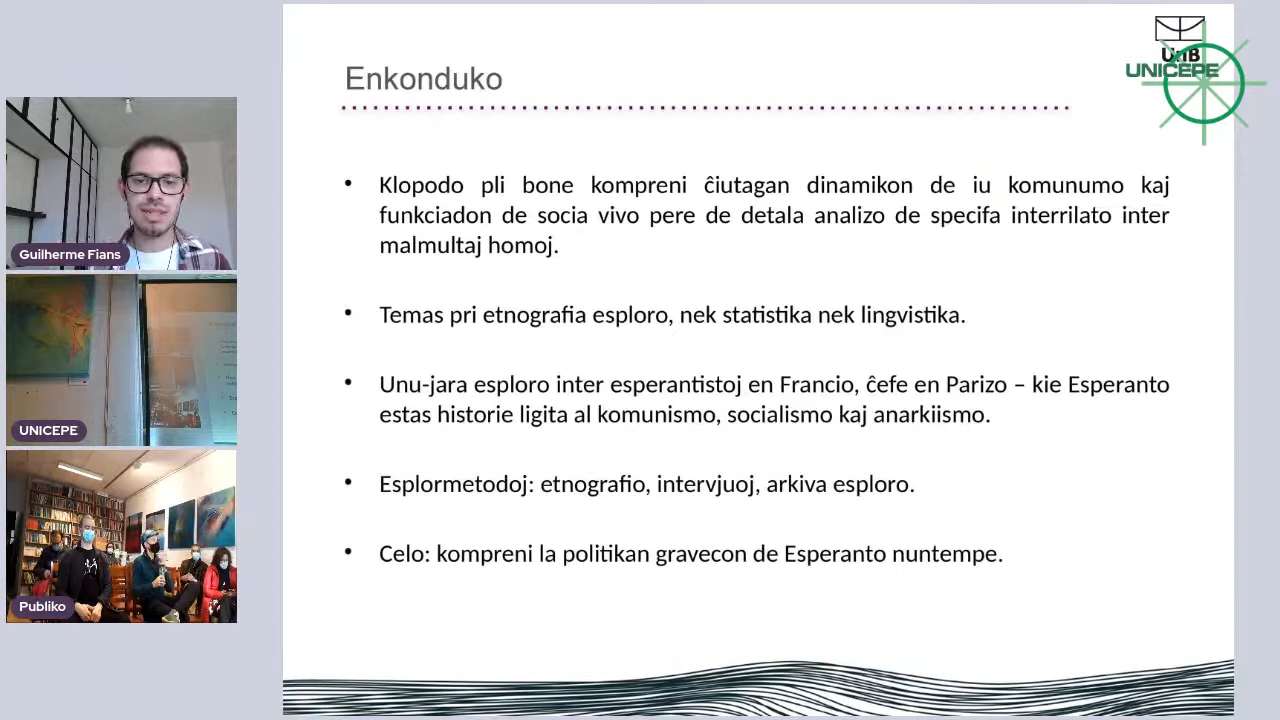 Enkonduko
UnB
UNICEPE
• Klopodo pli bone kompreni ĉiutagan dinamikon de iu komunumo kaj
funkciadon de socia vivo pere de detala analizo de specifa interrilato inter
malmultaj homoj.
• Temas pri etnografia esploro, nek statistika nek lingvistika.
• Unu-jara esploro inter esperantistoj en Francio, ĉefe en Parizo – kie Esperanto
estas historie ligita al komunismo, socialismo kaj anarkiismo.
• Esplormetodoj: etnografio, intervjuoj, arkiva esploro.
• Celo: kompreni la politikan gravecon de Esperanto nuntempe.
Guilherme Fians
UNICEPE
Publiko